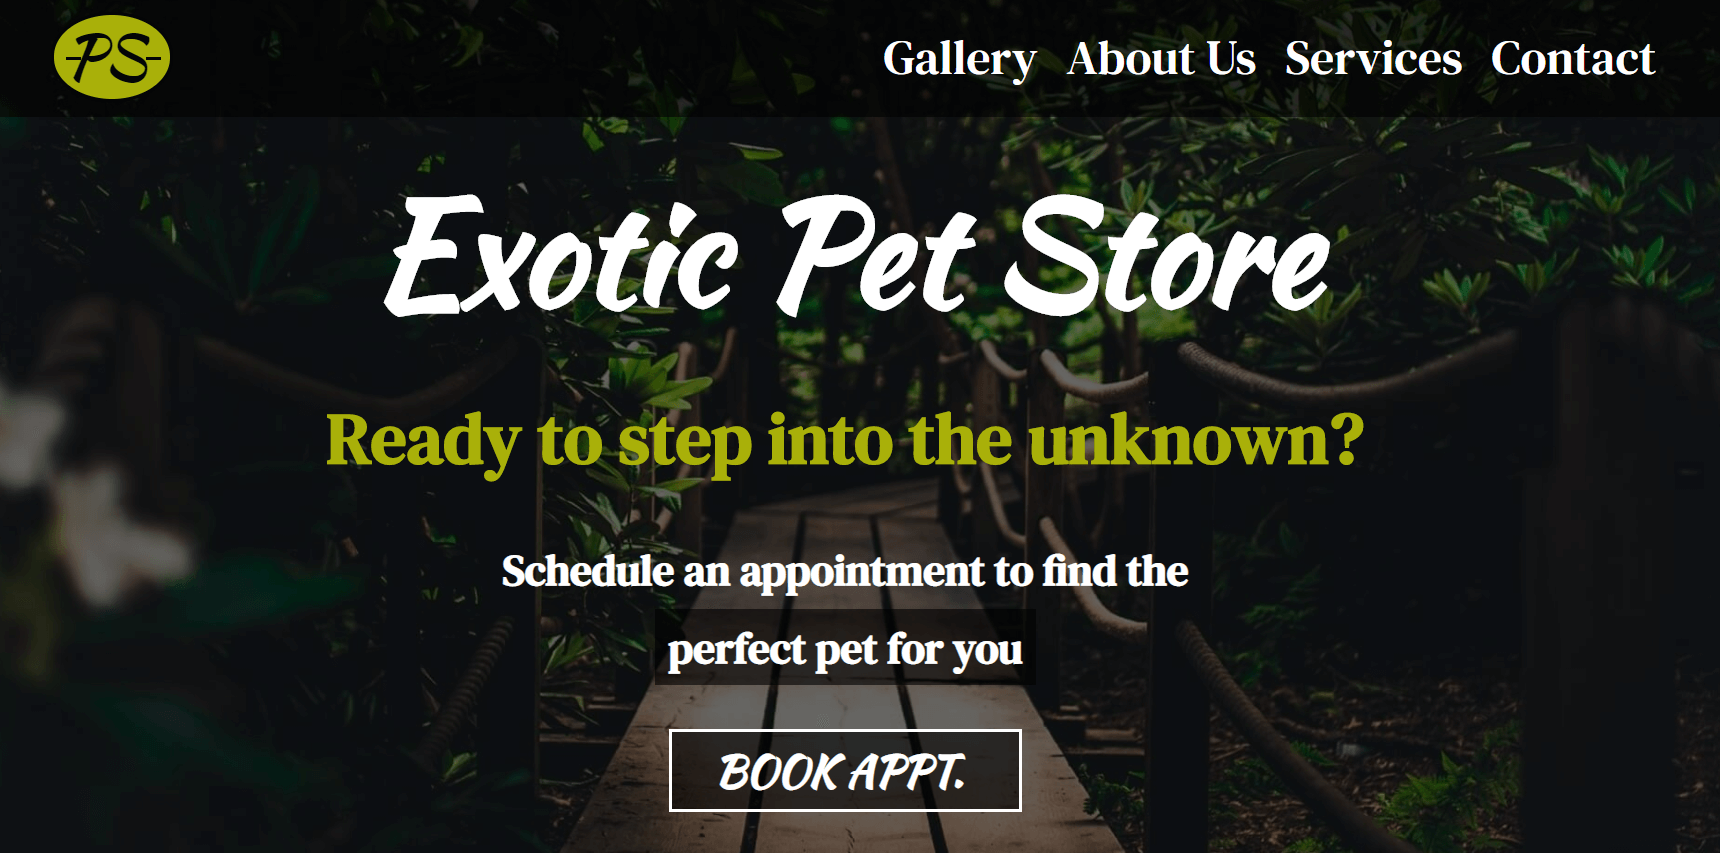 PS
Gallery About Us Services Contact
Exotic Pet Store
Ready to step into the unknown?
Schedule an appointment to find the
perfect pet for you
BOOK APPT.